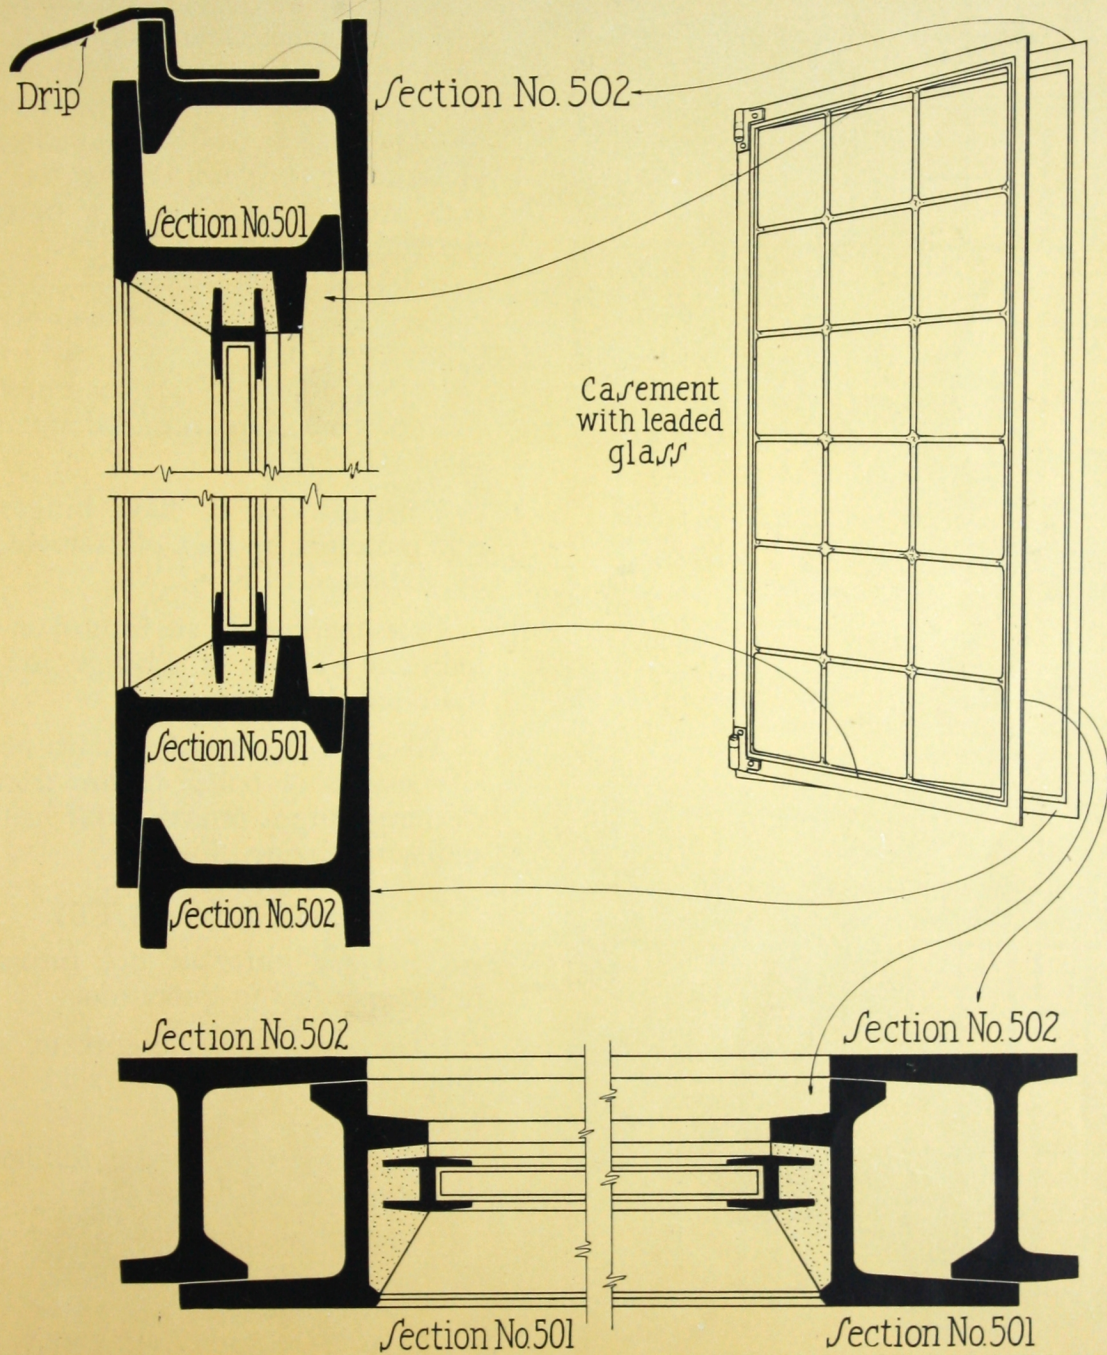 Drip
Section No. 502
Section No. 501
Casement
with leaded
glass
Section No. 501
Section No. 502
Section No. 502
Section No. 502
Section No. 501
Section No. 501